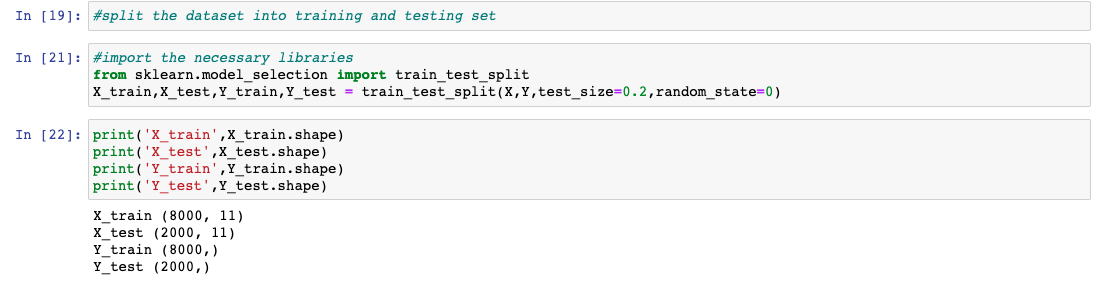 In [19]: #split the dataset into training and testing set
In [21]: #import the necessary libraries
from sklearn.model_selection import train_test_split
X_train,X_test,Y_train,Y_test = train_test_split(X,Y,test_size=0.2,random_state=0)
In [22]: print('X_train',X_train.shape)
print('X_test',X_test.shape)
print('Y_train',Y_train.shape)
print('Y_test',Y_test.shape)
X_train (8000, 11)
X_test (2000, 11)
Y_train (8000,)
Y_test (2000,)